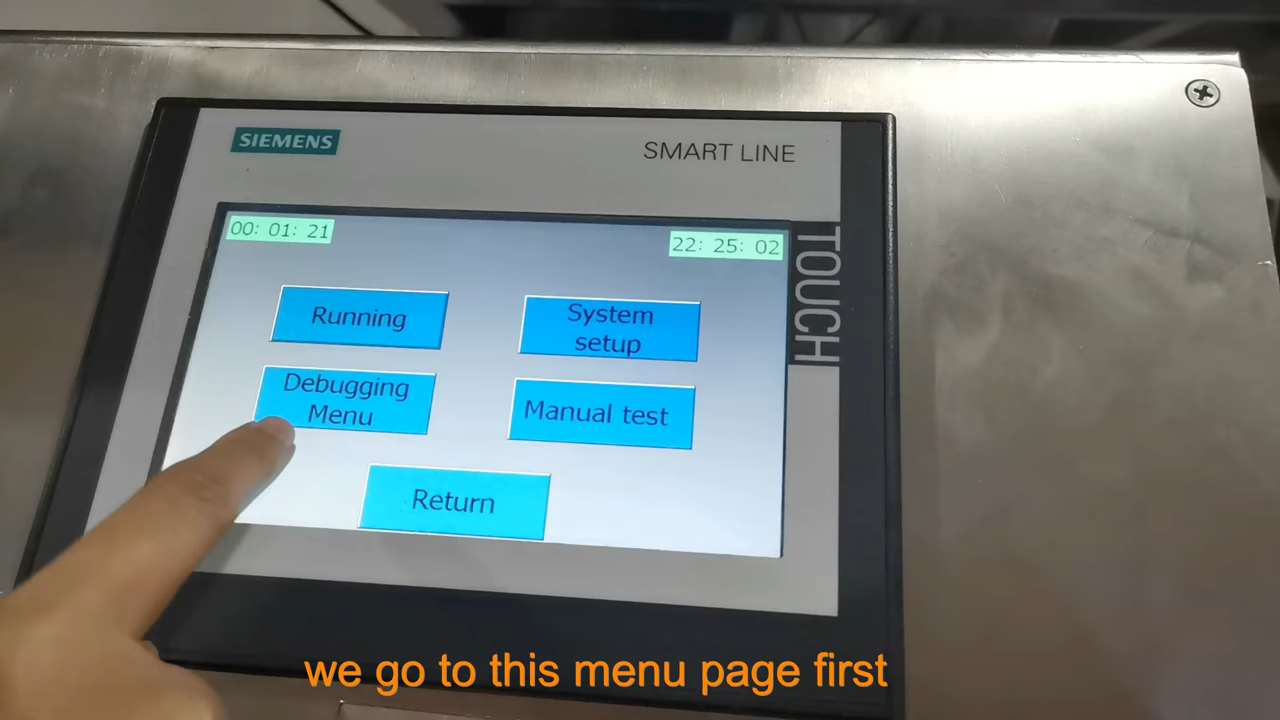 SIEMENS
SMART LINE
TOUCH
00: 01: 21
22: 25: 02
Running
System
setup
Debugging
Menu
Manual test
Return
we go to this menu page first